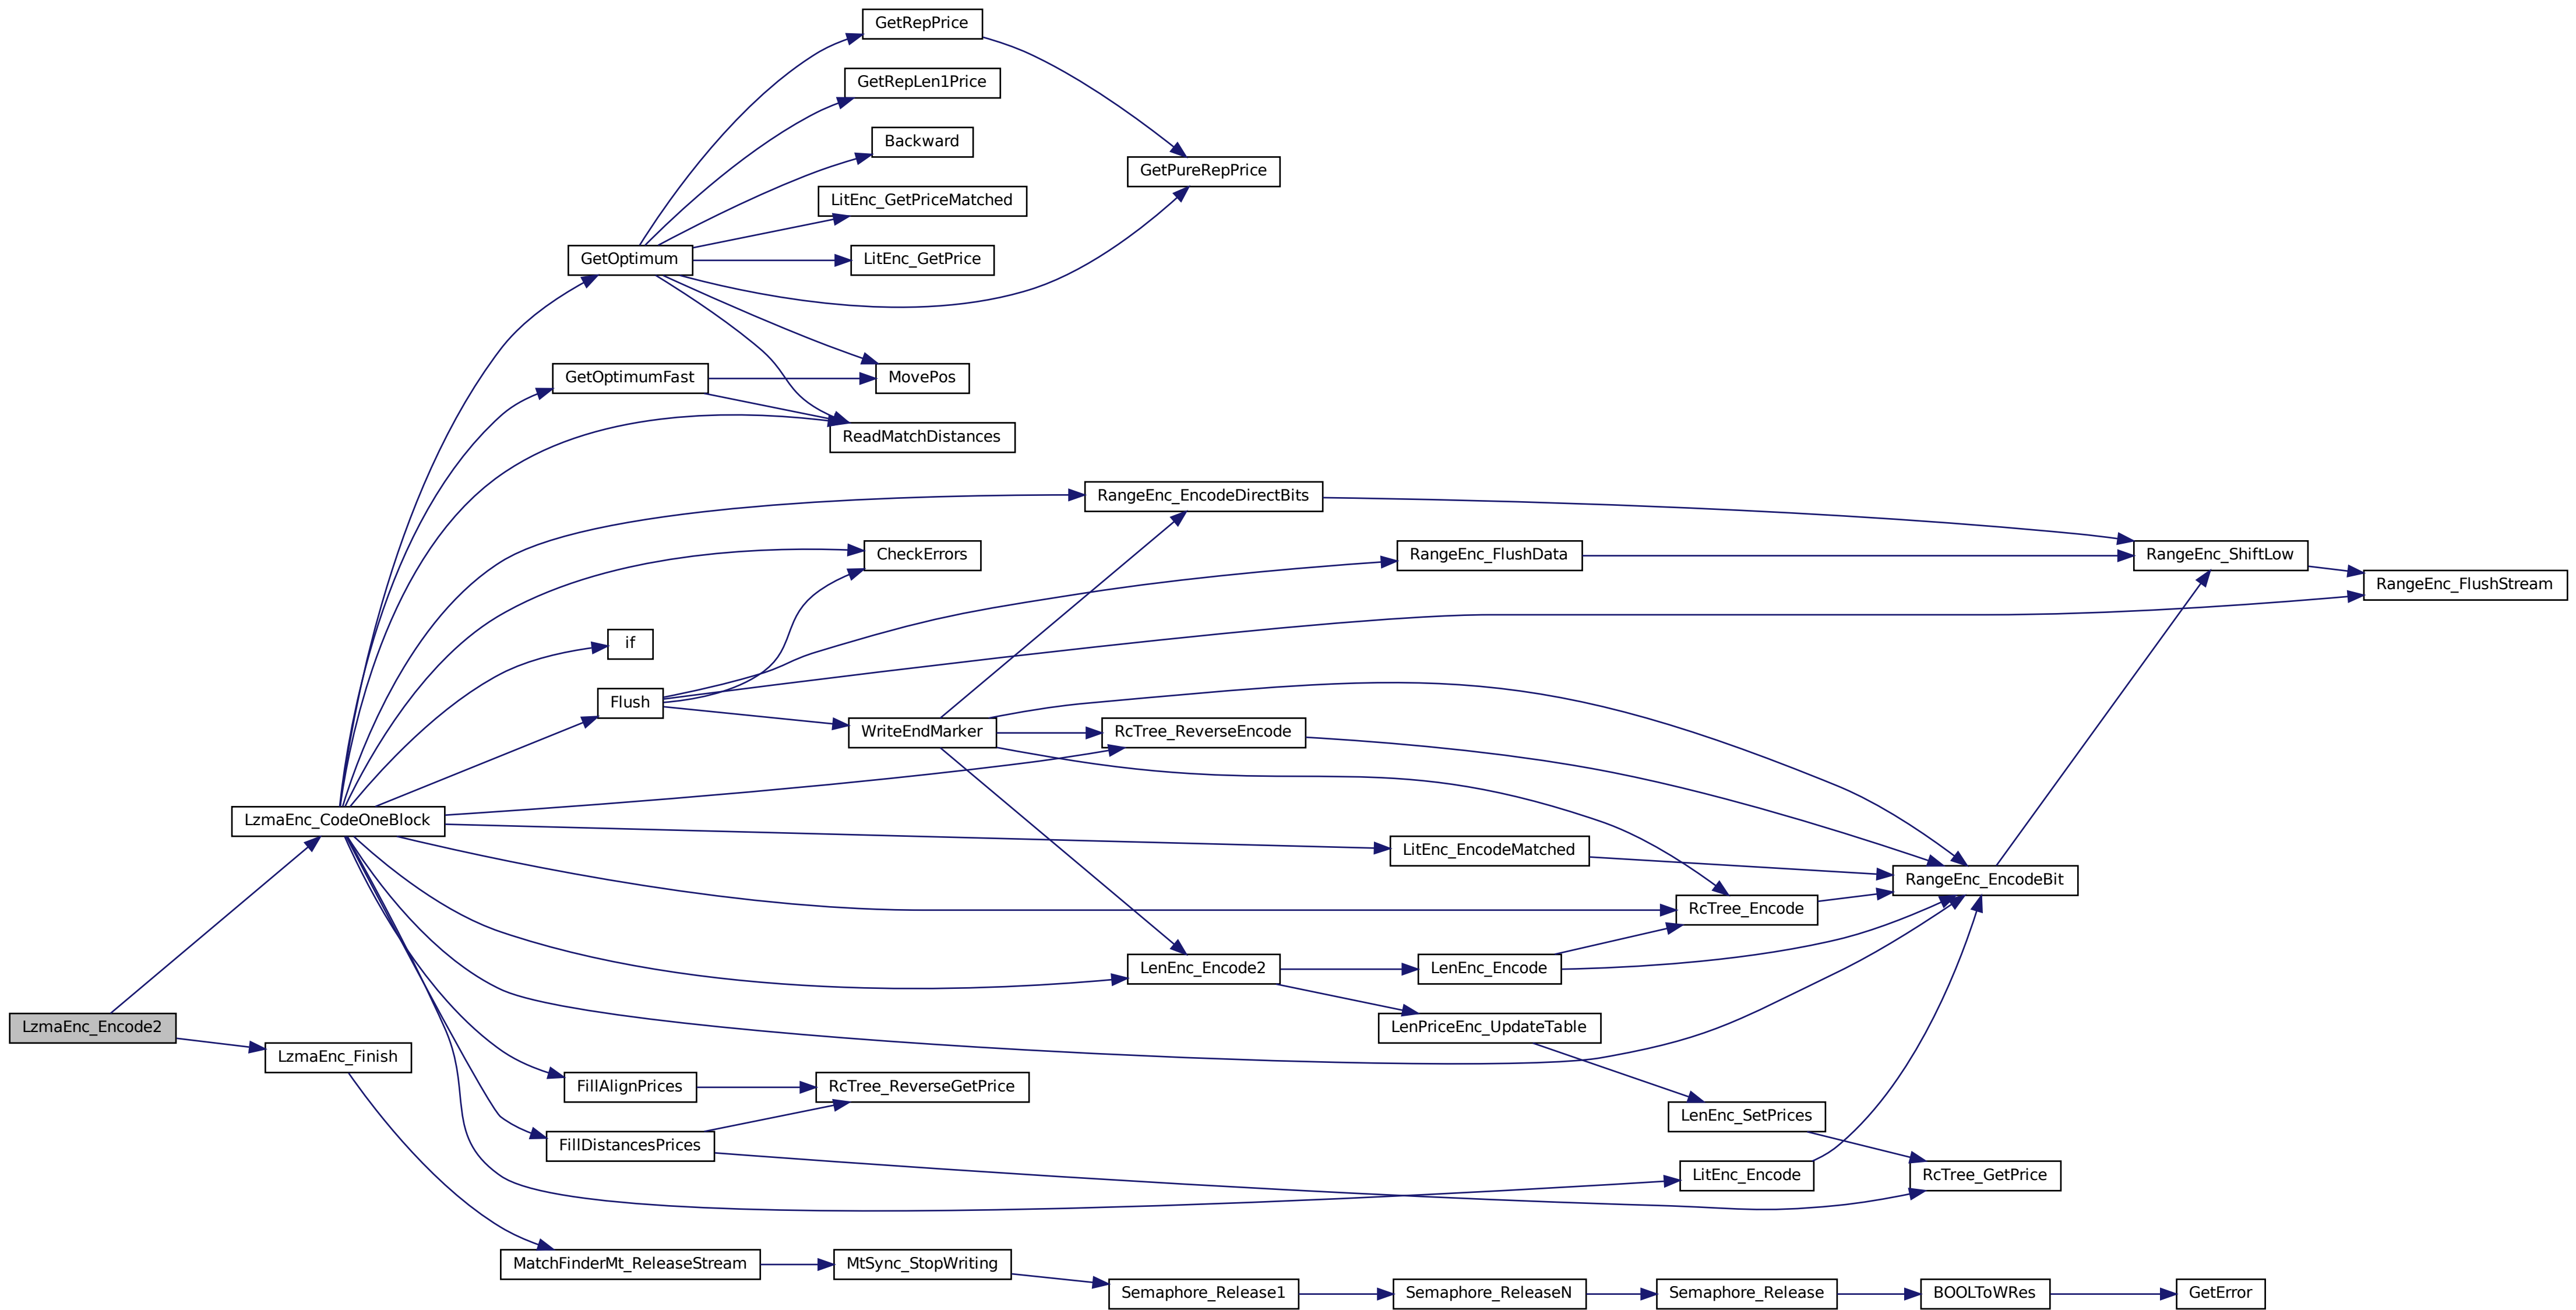 GetRepPrice
GetRepLen1Price
Backward
GetPureRepPrice
LitEnc_GetPriceMatched
GetOptimum
LitEnc_GetPrice
GetOptimumFast
MovePos
ReadMatchDistances
RangeEnc_EncodeDirectBits
CheckErrors
RangeEnc_FlushData
RangeEnc_ShiftLow
RangeEnc_FlushStream
if
Flush
WriteEndMarker
RcTree_ReverseEncode
LzmaEnc_CodeOneBlock
LitEnc_EncodeMatched
RangeEnc_EncodeBit
RcTree_Encode
LenEnc_Encode2
LenEnc_Encode
LzmaEnc_Encode2
LenPriceEnc_UpdateTable
LzmaEnc_Finish
FillAlignPrices
RcTree_ReverseGetPrice
LenEnc_SetPrices
FillDistancesPrices
LitEnc_Encode
RcTree_GetPrice
MatchFinderMt_ReleaseStream
MtSync_StopWriting
Semaphore_Release1
Semaphore_ReleaseN
Semaphore_Release
BOOLToWRes
GetError